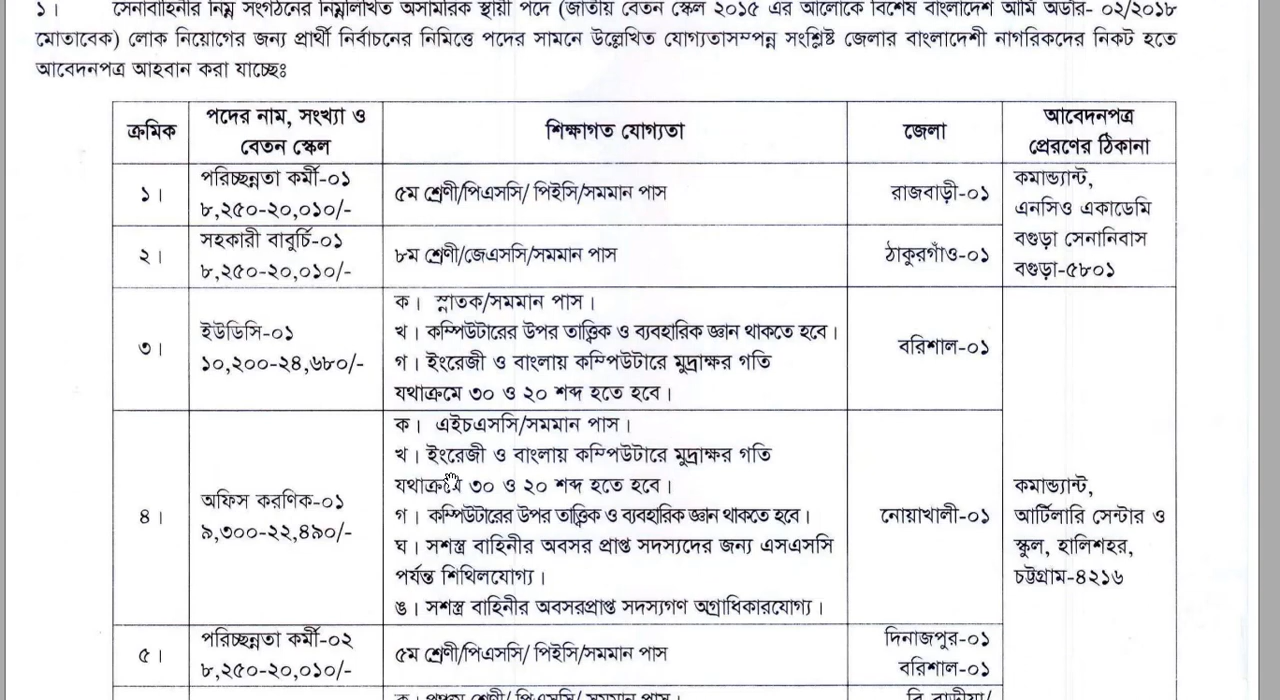 ১। সেনাবাহিনীর নিম্ন সংগঠনের নিম্নলিখিত অসামরিক স্থায়ী পদে (জাতীয় বেতন স্কেল ২০১৫ এর আলোকে বিশেষ বাংলাদেশ আর্মি অর্ডার- ০২/২০১৮
মোতাবেক) লোক নিয়োগের জন্য প্রার্থী নির্বাচনের নিমিত্তে পদের সামনে উল্লেখিত যোগ্যতাসম্পন্ন সংশ্লিষ্ট জেলার বাংলাদেশী নাগরিকদের নিকট হতে
আবেদনপত্র আহবান করা যাচ্ছেঃ
ক্রমিক
পদের নাম, সংখ্যা ও
বেতন স্কেল
শিক্ষাগত যোগ্যতা
জেলা
আবেদনপত্র
প্রেরণের ঠিকানা
১।
পরিচ্ছন্নতা কর্মী-০১
৮,২৫০-২০,০১০/-
৫ম শ্রেণী/পিএসসি/ পিইসি/সমমান পাস
রাজবাড়ী-০১
কমান্ড্যান্ট,
এনসিও একাডেমি
বগুড়া সেনানিবাস
বগুড়া-৫৮০১
২।
সহকারী বাবুর্চি-০১
৮,২৫০-২০,০১০/-
৮ম শ্রেণী/জেএসসি/সমমান পাস
ঠাকুরগাঁও-০১
৩।
ইউডিসি-০১
১০,২০০-২৪,৬৮০/-
ক। স্নাতক/সমমান পাস।
খ। কম্পিউটারের উপর তাত্ত্বিক ও ব্যবহারিক জ্ঞান থাকতে হবে।
গ। ইংরেজী ও বাংলায় কম্পিউটারে মুদ্রাক্ষর গতি
যথাক্রমে ৩০ ও ২০ শব্দ হতে হবে।
বরিশাল-০১
৪।
অফিস করণিক-০১
৯,৩০০-২২,৪৯০/-
ক। এইচএসসি/সমমান পাস।
খ। ইংরেজী ও বাংলায় কম্পিউটারে মুদ্রাক্ষর গতি
যথাক্রমে ৩০ ও ২০ শব্দ হতে হবে।
গ। কম্পিউটারের উপর তাত্ত্বিক ও ব্যবহারিক জ্ঞান থাকতে হবে।
ঘ। সশস্ত্র বাহিনীর অবসর প্রাপ্ত সদস্যদের জন্য এসএসসি
পর্যন্ত শিথিলযোগ্য।
ঙ। সশস্ত্র বাহিনীর অবসরপ্রাপ্ত সদস্যগণ অগ্রাধিকারযোগ্য।
নোয়াখালী-০১
কমান্ড্যান্ট,
আর্টিলারি সেন্টার ও
স্কুল, হালিশহর,
চট্টগ্রাম-৪২১৬
৫।
পরিচ্ছন্নতা কর্মী-০২
৮,২৫০-২০,০১০/-
৫ম শ্রেণী/পিএসসি/ পিইসি/সমমান পাস
দিনাজপুর-০১
বরিশাল-০১